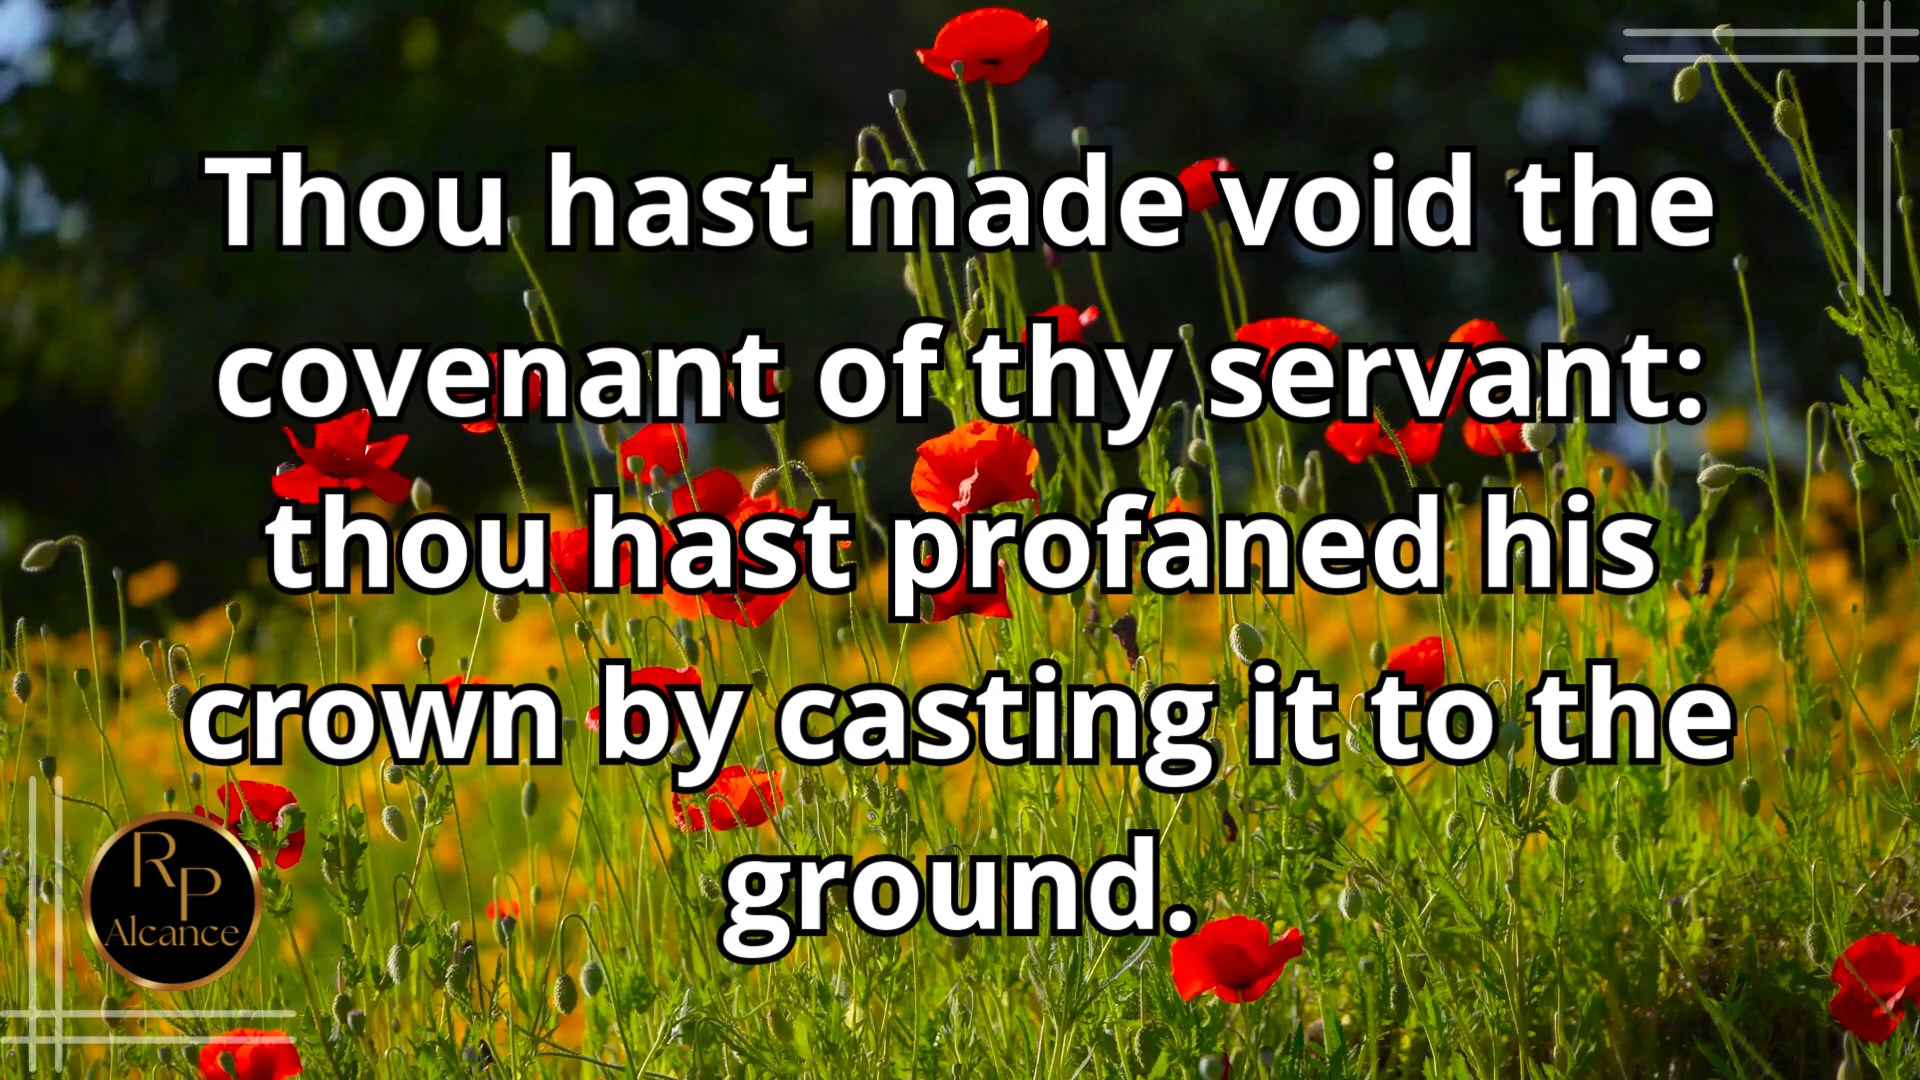 Thou hast made void the
covenant of thy servant:
thou hast profaned his
crown by casting it to the
ground.
RP
Alcance